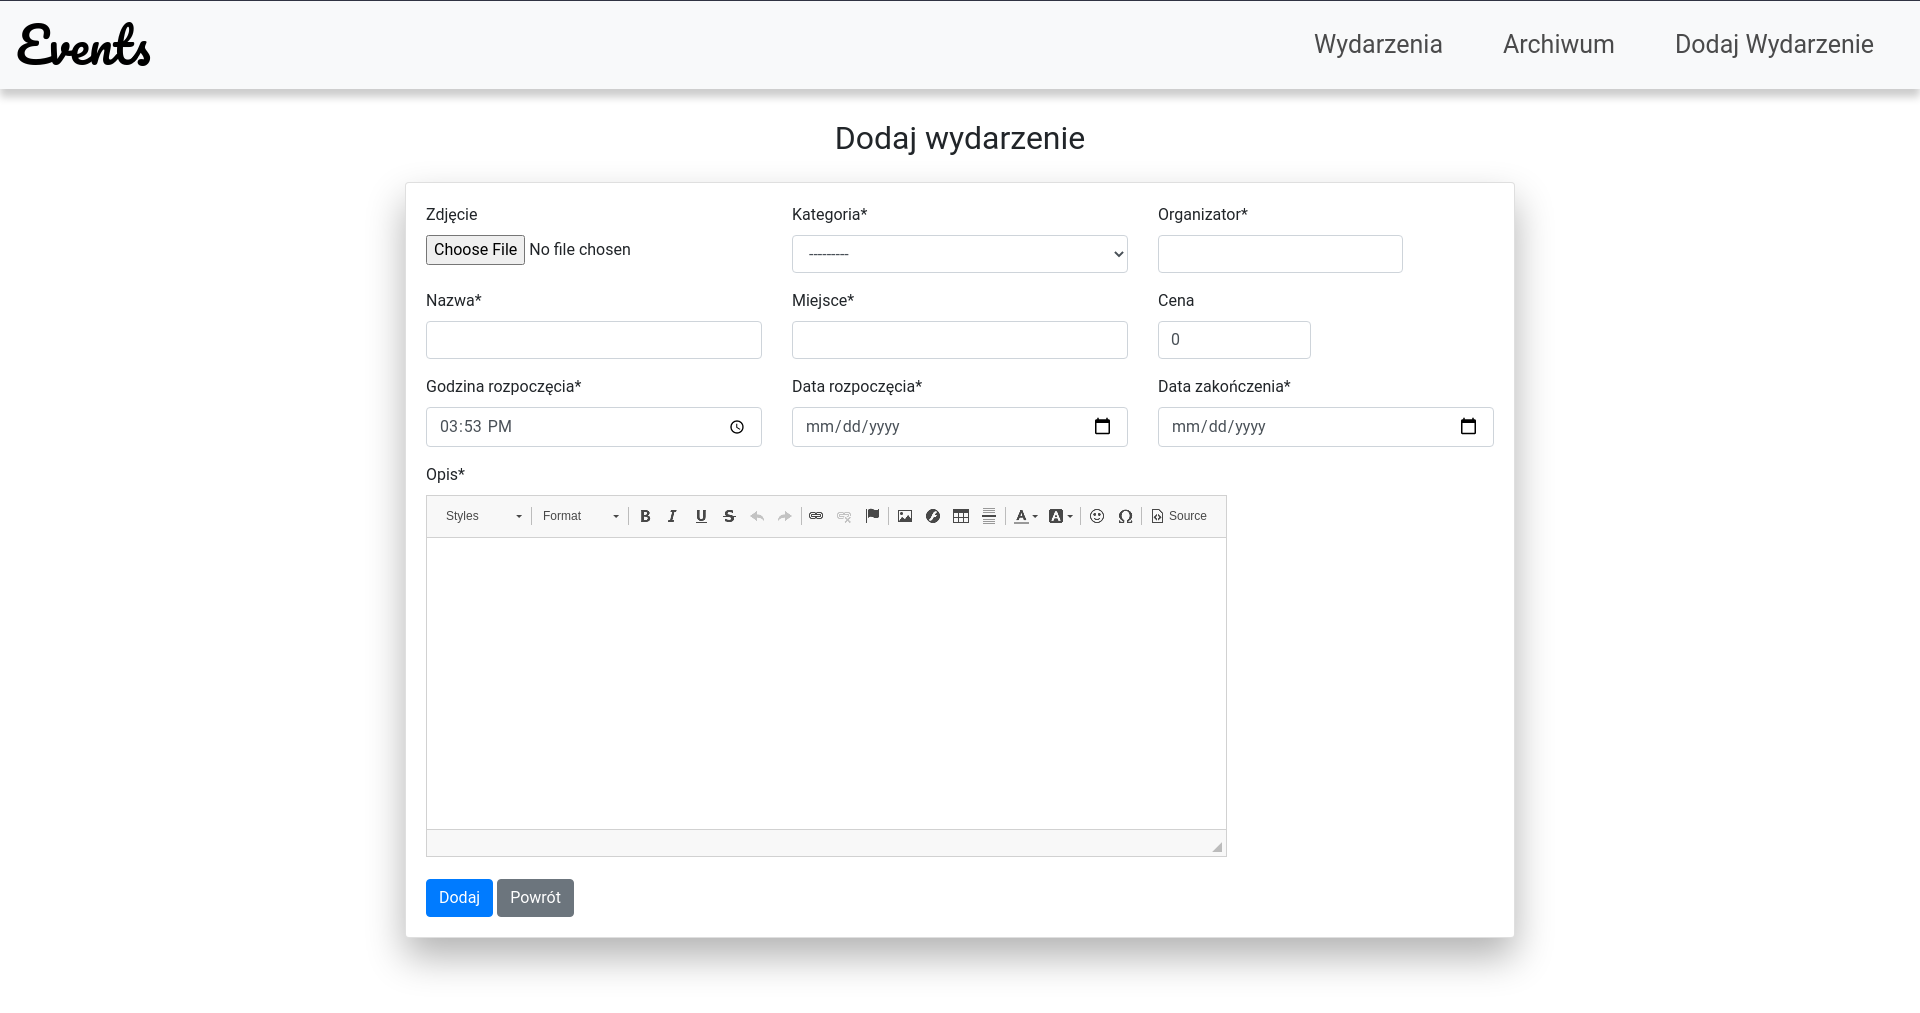 Events
Wydarzenia Archiwum Dodaj Wydarzenie
Dodaj wydarzenie
Zdjęcie Kategoria* Organizator*
Choose File No file chosen ---------
Nazwa* Miejsce* Cena
0
Godzina rozpoczęcia* Data rozpoczęcia* Data zakończenia*
03:53 PM mm/dd/yyyy mm/dd/yyyy
Opis*
Styles Format B I U S A A Ω Source
Dodaj Powrót